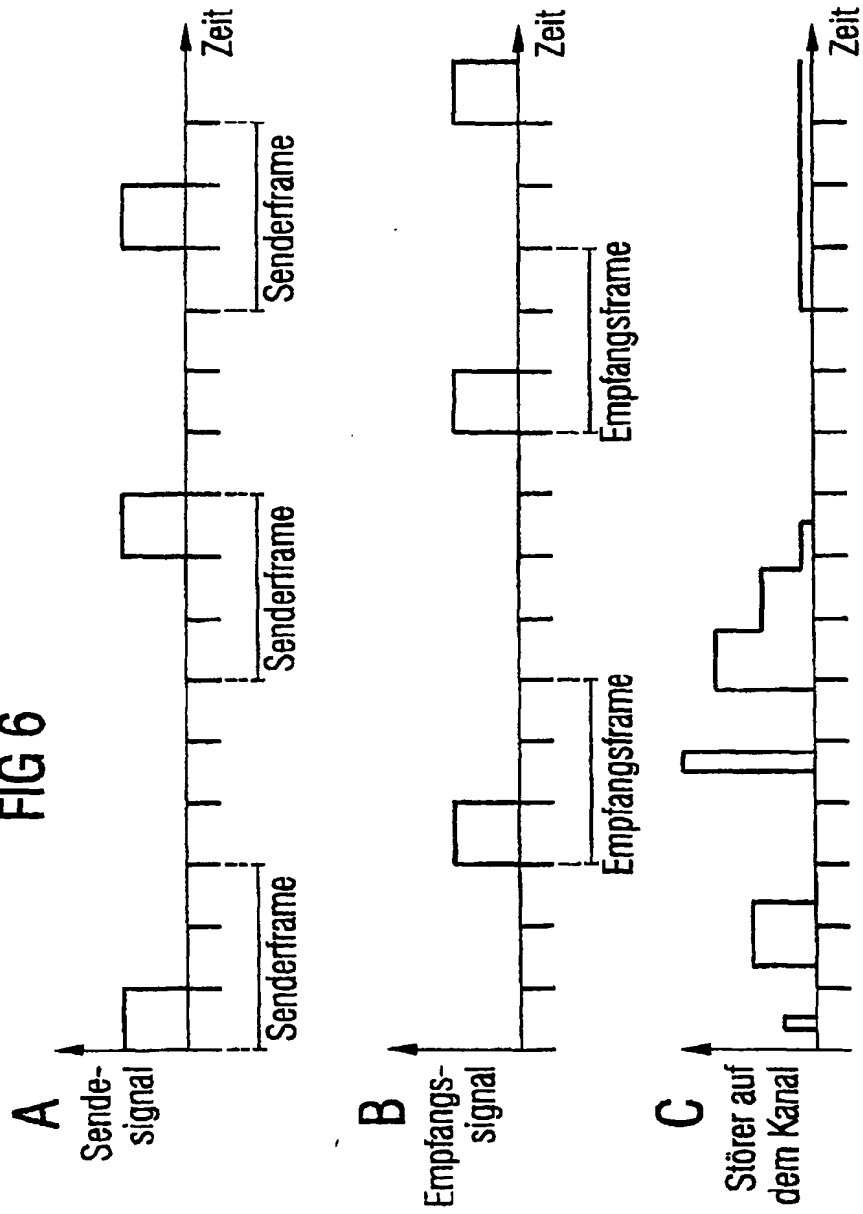 FIG 6
A
Sende-
signal
Zeit
Senderframe
Senderframe
Senderframe
B
Empfangs-
signal
Zeit
Empfangsframe
Empfangsframe
C
Störer auf
dem Kanal
Zeit